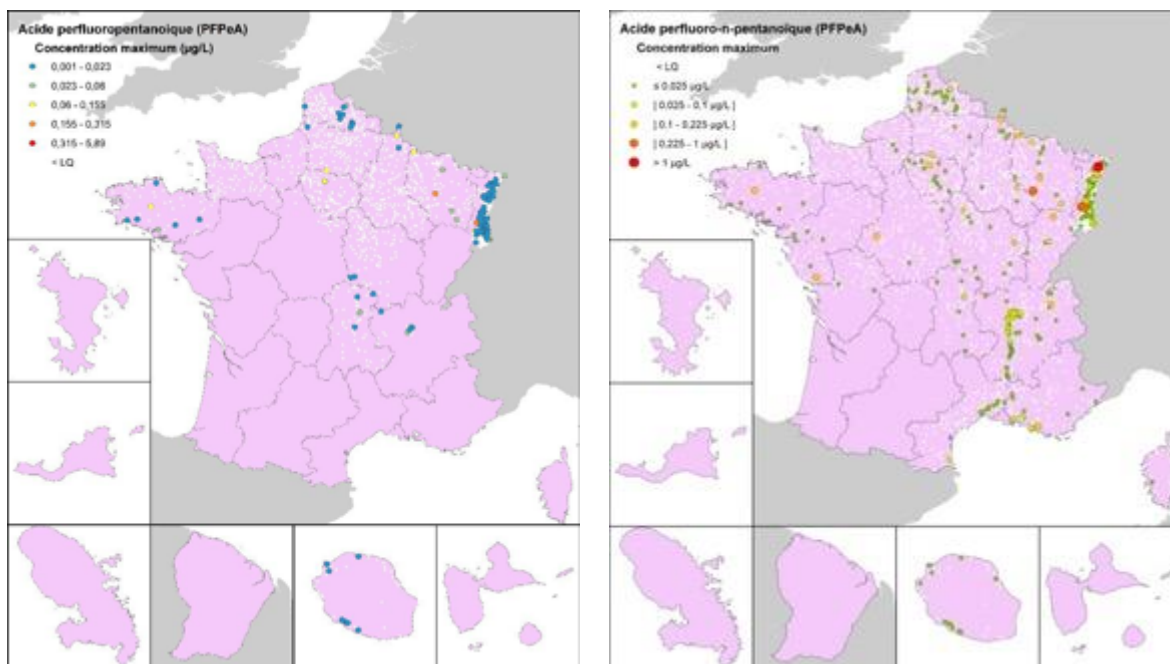 Acide perfluoropentanoïque (PFPeA)
Concentration maximum (µg/L)
0,001 - 0,023
0,023 - 0,06
0,06 - 0,155
0,155 - 0,315
0,315 - 5,89
< LQ
Acide perfluoro-n-pentanoïque (PFPeA)
Concentration maximum
< LQ
≤ 0.025 µg/L
] 0.025 - 0,1 µg/L ]
] 0.1 - 0.225 µg/L ]
] 0.225 - 1 µg/L ]
> 1 µg/L